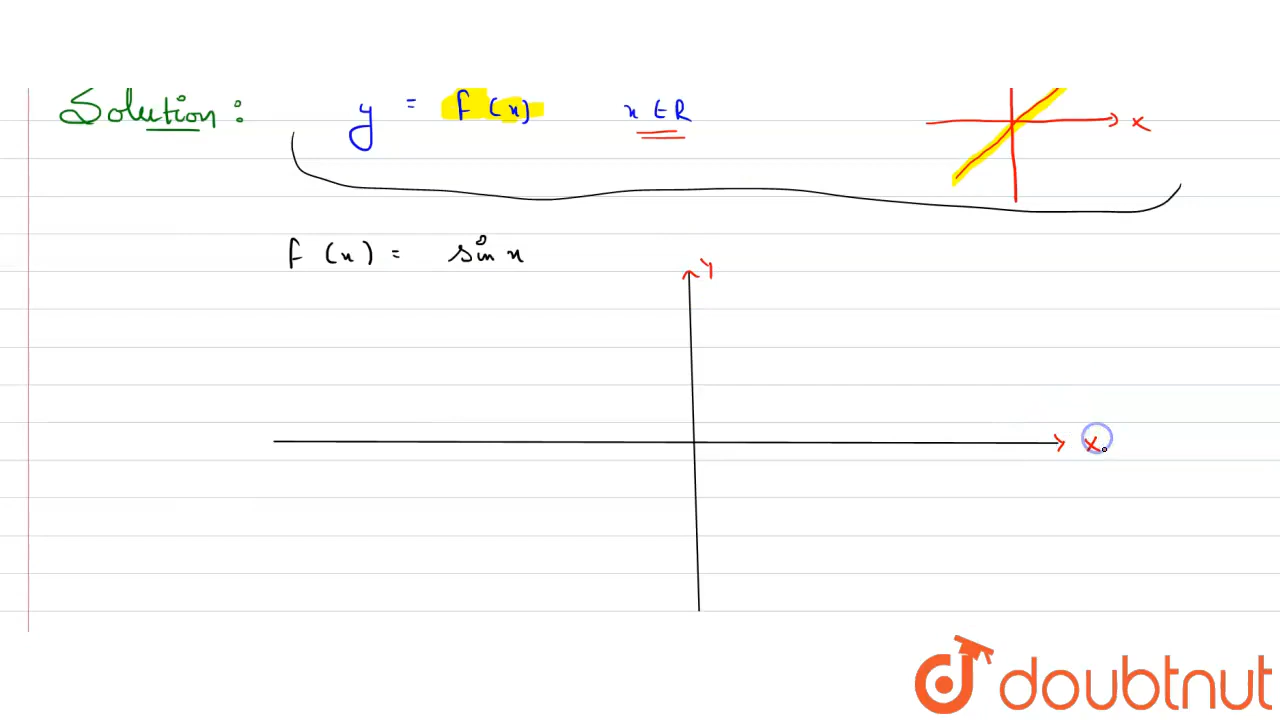 Solution : y = f (x) x ∈ R
x
f (x) = sin x
Y
X
doubtnut